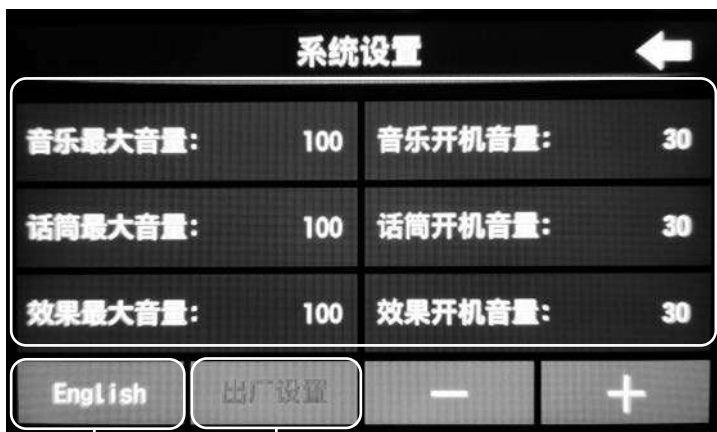 系统设置
音乐最大音量: 100 音乐开机音量: 30
话筒最大音量: 100 话筒开机音量: 30
效果最大音量: 100 效果开机音量: 30
English 出厂设置 — +